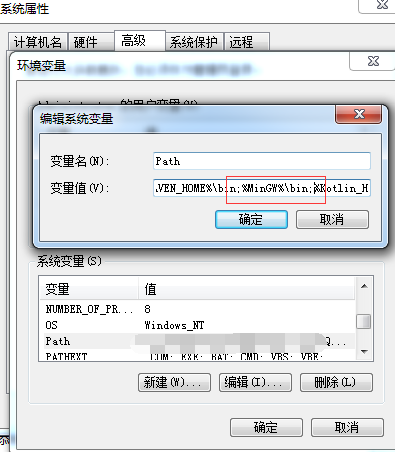 系统属性
计算机名 硬件 高级 系统保护 远程
环境变量
的用户变量(U)
编辑系统变量
变量名(N): Path
变量值(V): .VEN_HOME%\bin;%MinGW%\bin;%Kotlin_H
确定 取消
系统变量(S)
变量 值
NUMBER_OF_PR... 8
OS Windows_NT
Path Q...
PATHEXT .COM;.EXE;.BAT;.CMD;.VBS;.VBE;
新建(W)... 编辑(I)... 删除(L)
确定 取消